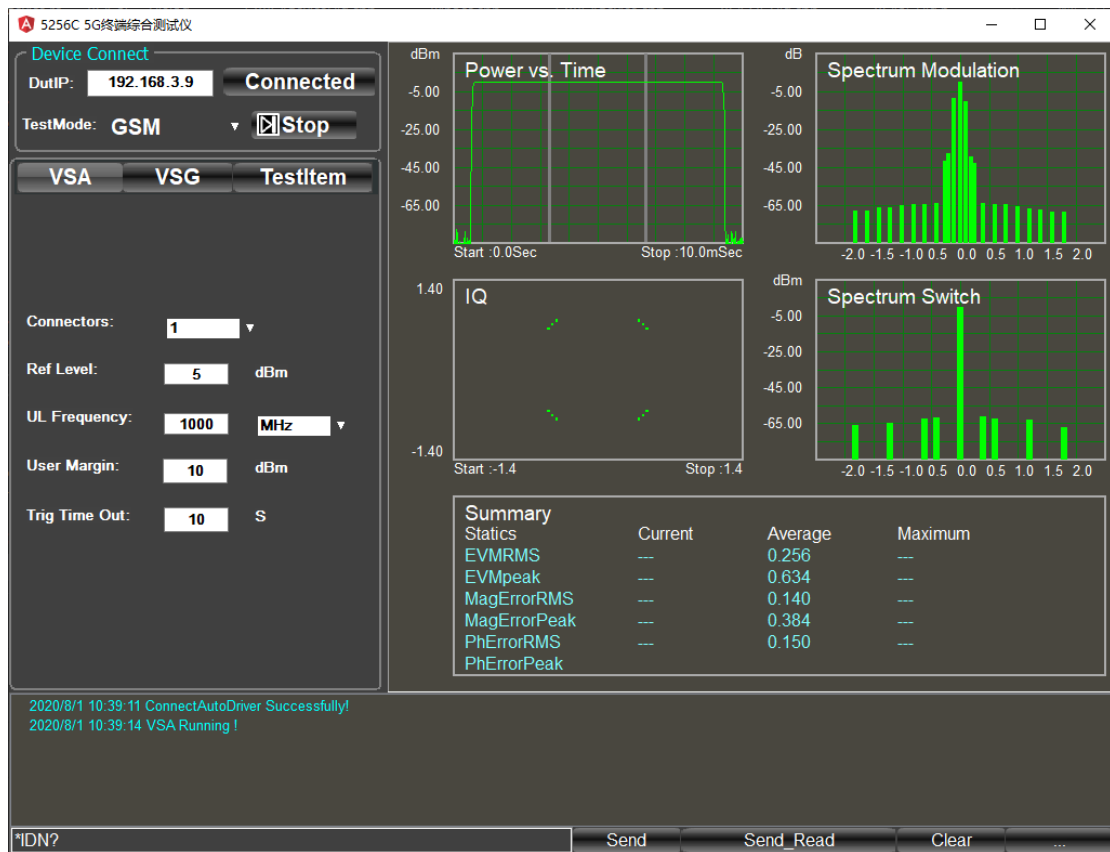 5256C 5G终端综合测试仪
Device Connect
DutIP: 192.168.3.9 Connected
TestMode: GSM Stop
VSA VSG TestItem
Connectors: 1
Ref Level: 5 dBm
UL Frequency: 1000 MHz
User Margin: 10 dBm
Trig Time Out: 10 S
dBm
Power vs. Time
-5.00
-25.00
-45.00
-65.00
Start :0.0Sec Stop :10.0mSec
dB
Spectrum Modulation
-5.00
-25.00
-45.00
-65.00
-2.0 -1.5 -1.0 0.5 0.0 0.5 1.0 1.5 2.0
1.40
IQ
-1.40
Start :-1.4 Stop :1.4
dBm
Spectrum Switch
-5.00
-25.00
-45.00
-65.00
-2.0 -1.5 -1.0 0.5 0.0 0.5 1.0 1.5 2.0
Summary
Statics Current Average Maximum
EVMRMS --- 0.256 ---
EVMpeak --- 0.634 ---
MagErrorRMS --- 0.140 ---
MagErrorPeak --- 0.384 ---
PhErrorRMS --- 0.150 ---
PhErrorPeak
2020/8/1 10:39:11 ConnectAutoDriver Successfully!
2020/8/1 10:39:14 VSA Running !
*IDN? Send Send_Read Clear ...